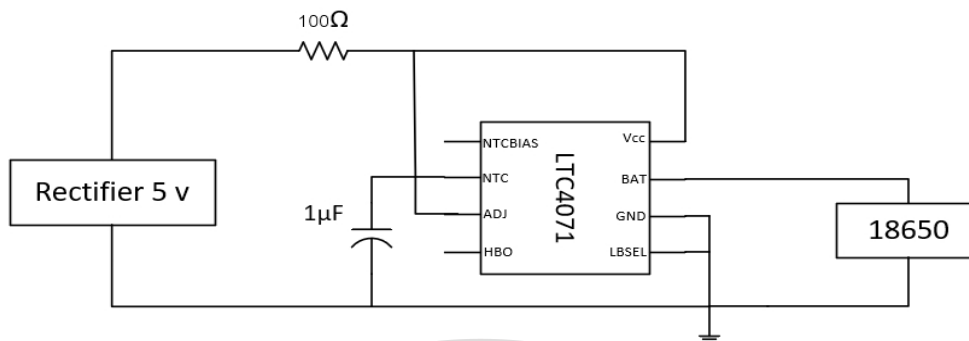 100Ω
Rectifier 5 v
1µF
NTCBIAS
NTC
ADJ
HBO
LTC4071
Vcc
BAT
GND
LBSEL
18650